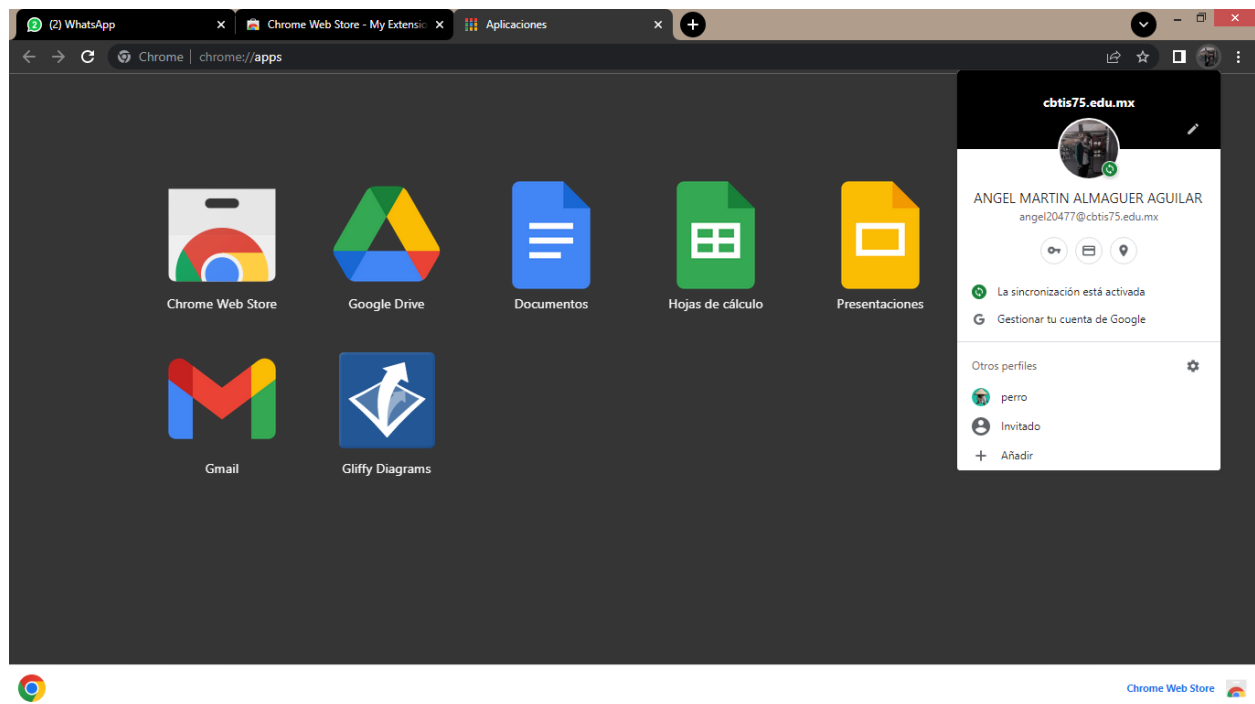 2 (2) WhatsApp
Chrome Web Store - My Extensio
Aplicaciones
Chrome | chrome://apps
cbtis75.edu.mx
ANGEL MARTIN ALMAGUER AGUILAR
angel20477@cbtis75.edu.mx
La sincronización está activada
G Gestionar tu cuenta de Google
Otros perfiles
perro
Invitado
Añadir
Chrome Web Store
Google Drive
Documentos
Hojas de cálculo
Presentaciones
Gmail
Gliffy Diagrams
Chrome Web Store